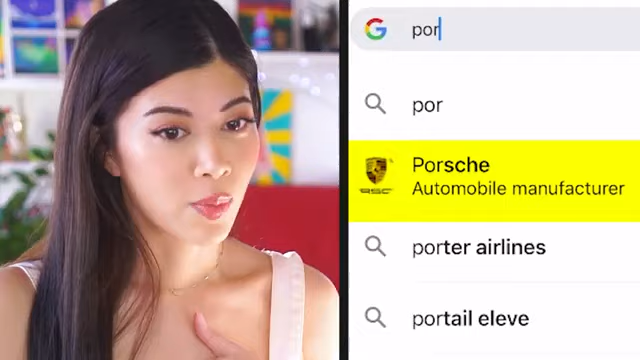 por
por
Porsche
Automobile manufacturer
porter airlines
portail eleve